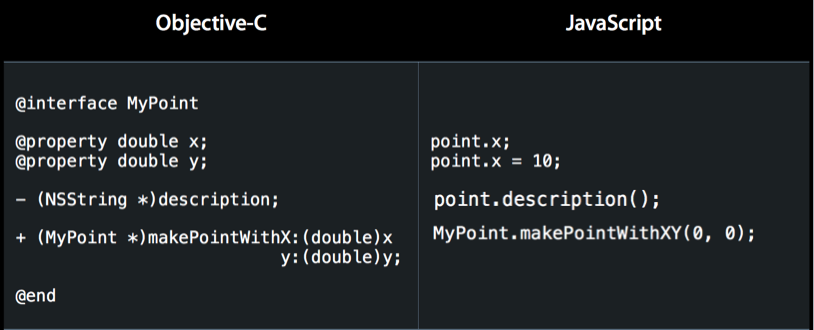 Objective-C
JavaScript
@interface MyPoint
@property double x;
@property double y;
- (NSString *)description;
+ (MyPoint *)makePointWithX:(double)x
y:(double)y;
@end
point.x;
point.x = 10;
point.description();
MyPoint.makePointWithXY(0, 0);